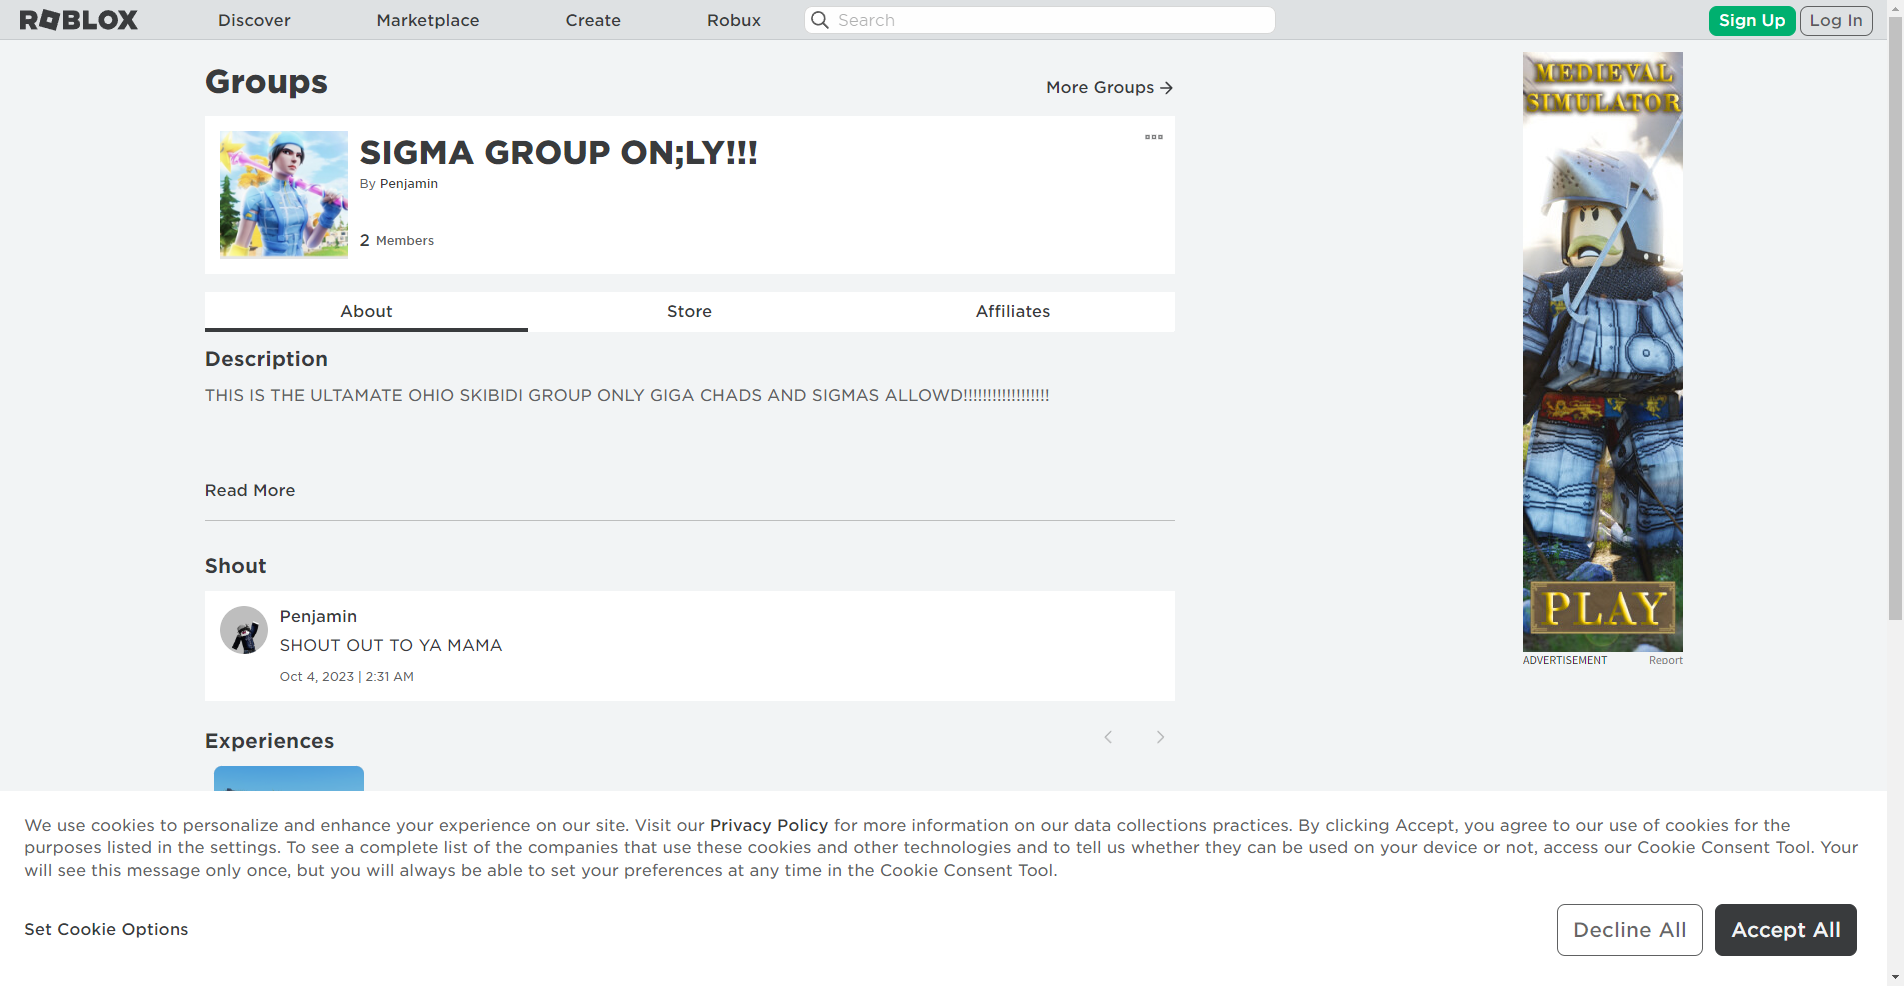 ROBLOX
Discover
Marketplace
Create
Robux
Search
Sign Up
Log In
Groups
More Groups
SIGMA GROUP ON;LY!!!
By Penjamin
2 Members
About
Store
Affiliates
Description
THIS IS THE ULTAMATE OHIO SKIBIDI GROUP ONLY GIGA CHADS AND SIGMAS ALLOWD!!!!!!!!!!!!!!!!!!
Read More
Shout
Penjamin
SHOUT OUT TO YA MAMA
Oct 4, 2023 | 2:31 AM
Experiences
MEDIEVAL
SIMULATOR
PLAY
ADVERTISEMENT
Report
We use cookies to personalize and enhance your experience on our site. Visit our Privacy Policy for more information on our data collections practices. By clicking Accept, you agree to our use of cookies for the
purposes listed in the settings. To see a complete list of the companies that use these cookies and other technologies and to tell us whether they can be used on your device or not, access our Cookie Consent Tool. Your
will see this message only once, but you will always be able to set your preferences at any time in the Cookie Consent Tool.
Set Cookie Options
Decline All
Accept All